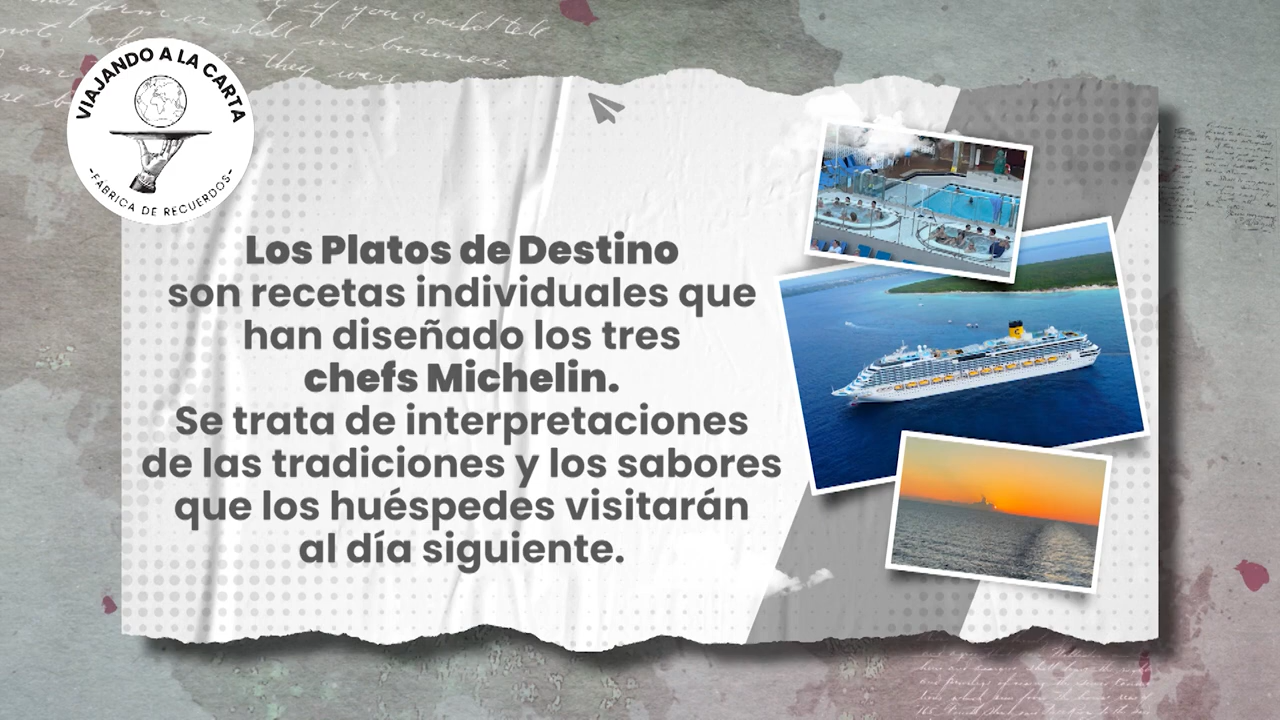 VIAJANDO A LA CARTA
-FABRICA DE RECUERDOS-
Los Platos de Destino
son recetas individuales que
han diseñado los tres
chefs Michelin.
Se trata de interpretaciones
de las tradiciones y los sabores
que los huéspedes visitarán
al día siguiente.